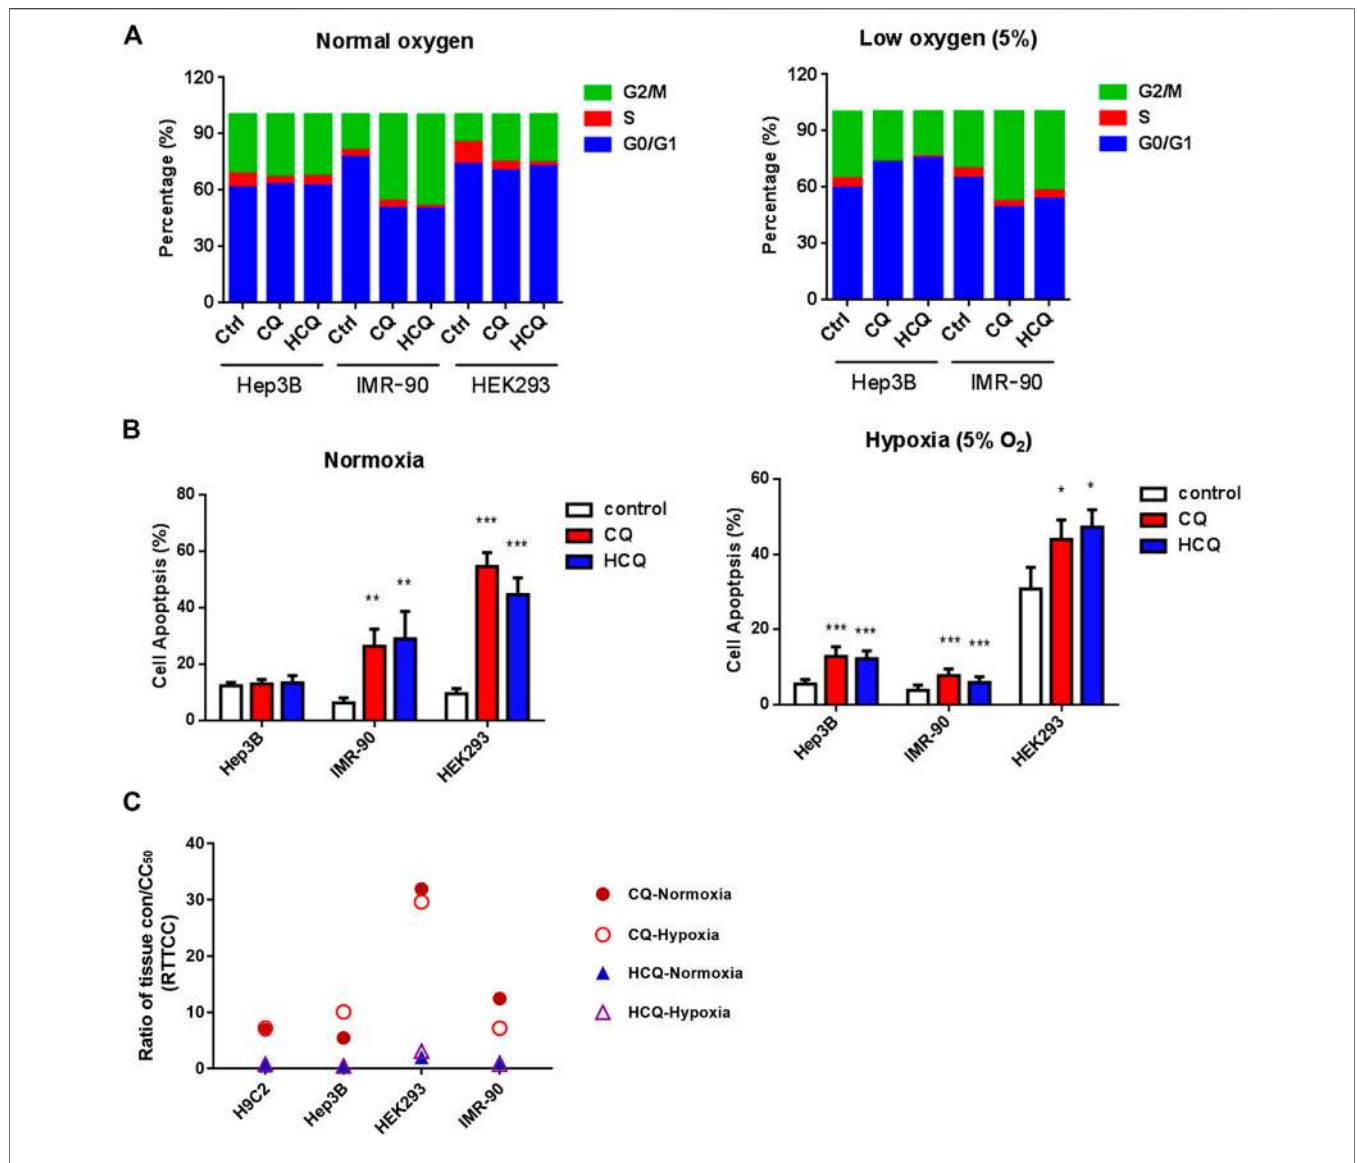 A
Normal oxygen
120
90
60
30
0
Percentage (%)
G2/M
S
G0/G1
Ctrl
CQ
HCQ
Ctrl
CQ
HCQ
Ctrl
CQ
HCQ
Hep3B
IMR-90
HEK293
Low oxygen (5%)
120
90
60
30
0
Percentage (%)
G2/M
S
G0/G1
Ctrl
CQ
HCQ
Ctrl
CQ
HCQ
Hep3B
IMR-90
B
Normoxia
80
60
40
20
0
Cell Apoptpsis (%)
control
CQ
HCQ
**
**
***
***
Hep3B
IMR-90
HEK293
Hypoxia (5% O₂)
60
40
20
0
Cell Apoptpsis (%)
control
CQ
HCQ
***
***
***
***
*
*
Hep3B
IMR-90
HEK293
C
40
30
20
10
0
Ratio of tissue con/CC₅₀
(RTTCC)
CQ-Normoxia
CQ-Hypoxia
HCQ-Normoxia
HCQ-Hypoxia
H9C2
Hep3B
HEK293
IMR-90